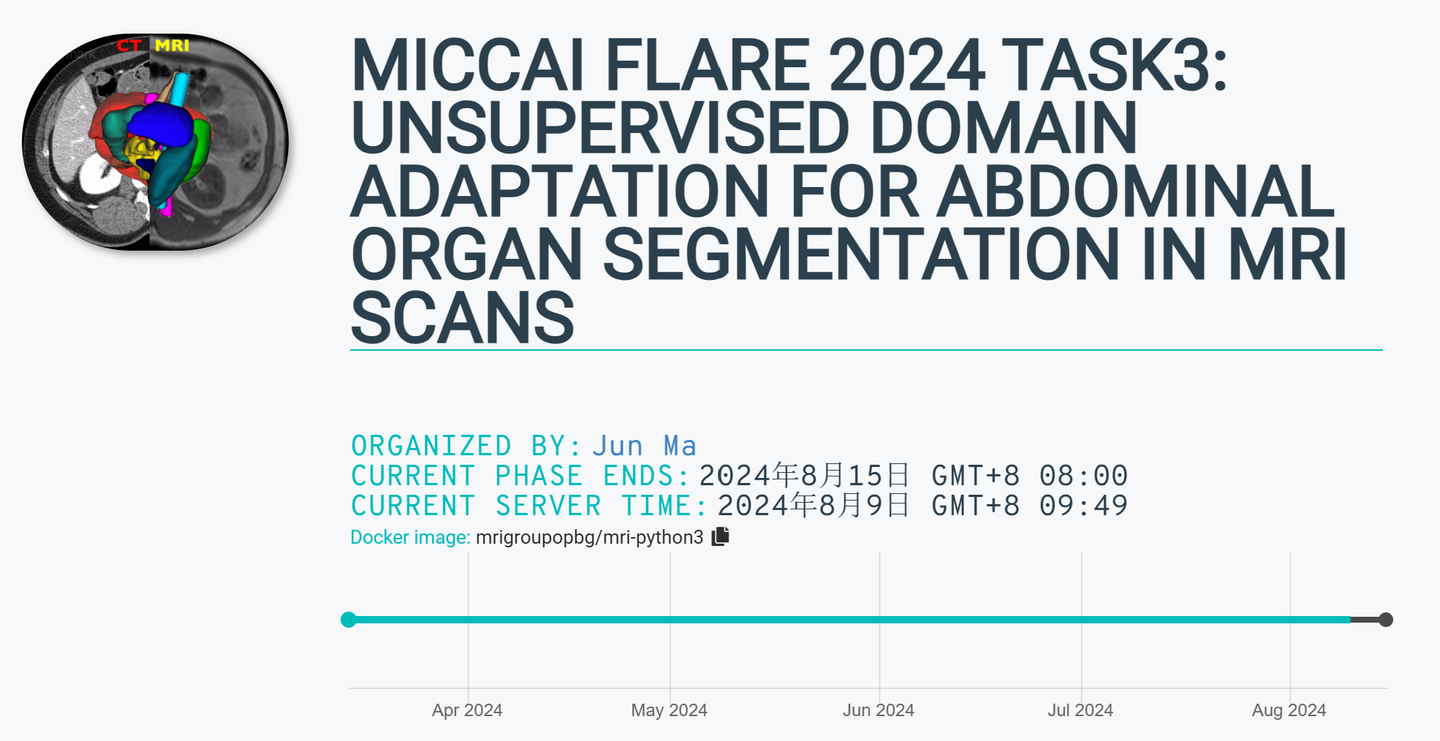 CT MRI
MICCAI FLARE 2024 TASK3:
UNSUPERVISED DOMAIN
ADAPTATION FOR ABDOMINAL
ORGAN SEGMENTATION IN MRI
SCANS
ORGANIZED BY: Jun Ma
CURRENT PHASE ENDS: 2024年8月15日 GMT+8 08:00
CURRENT SERVER TIME: 2024年8月9日 GMT+8 09:49
Docker image: mrigroupopbg/mri-python3
Apr 2024 May 2024 Jun 2024 Jul 2024 Aug 2024